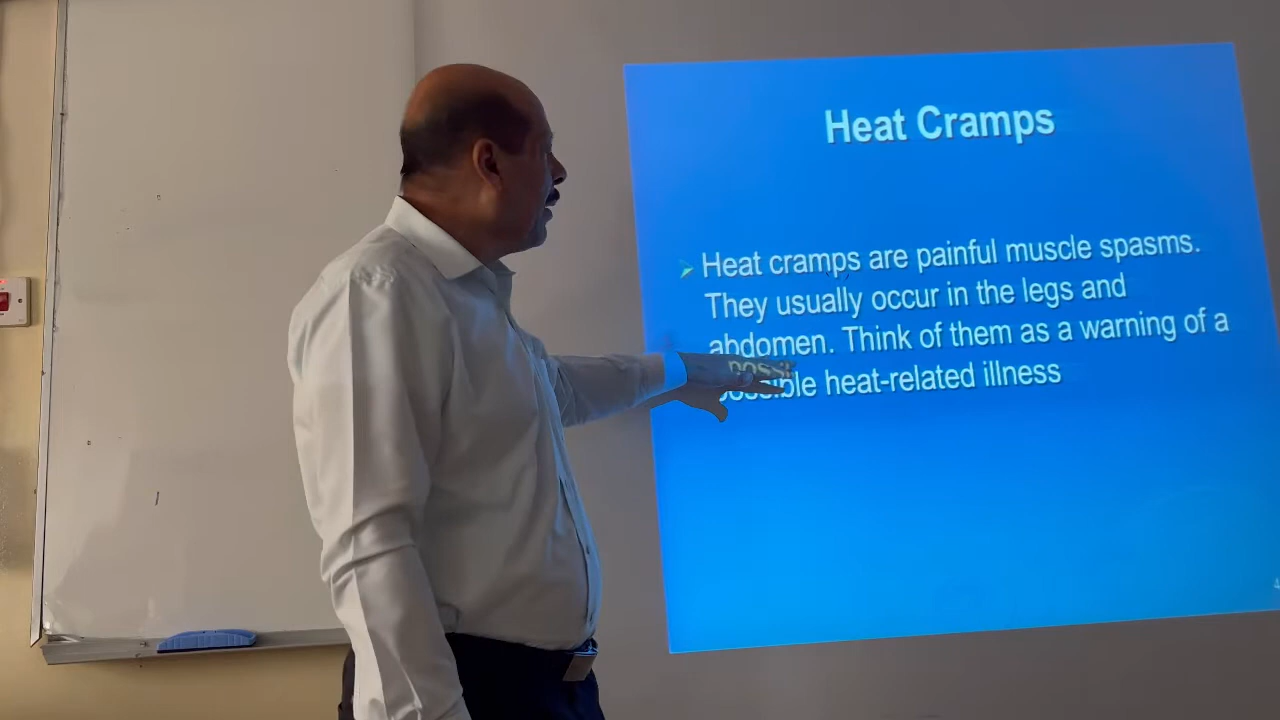 Heat Cramps
Heat cramps are painful muscle spasms.
They usually occur in the legs and
abdomen. Think of them as a warning of a
possible heat-related illness